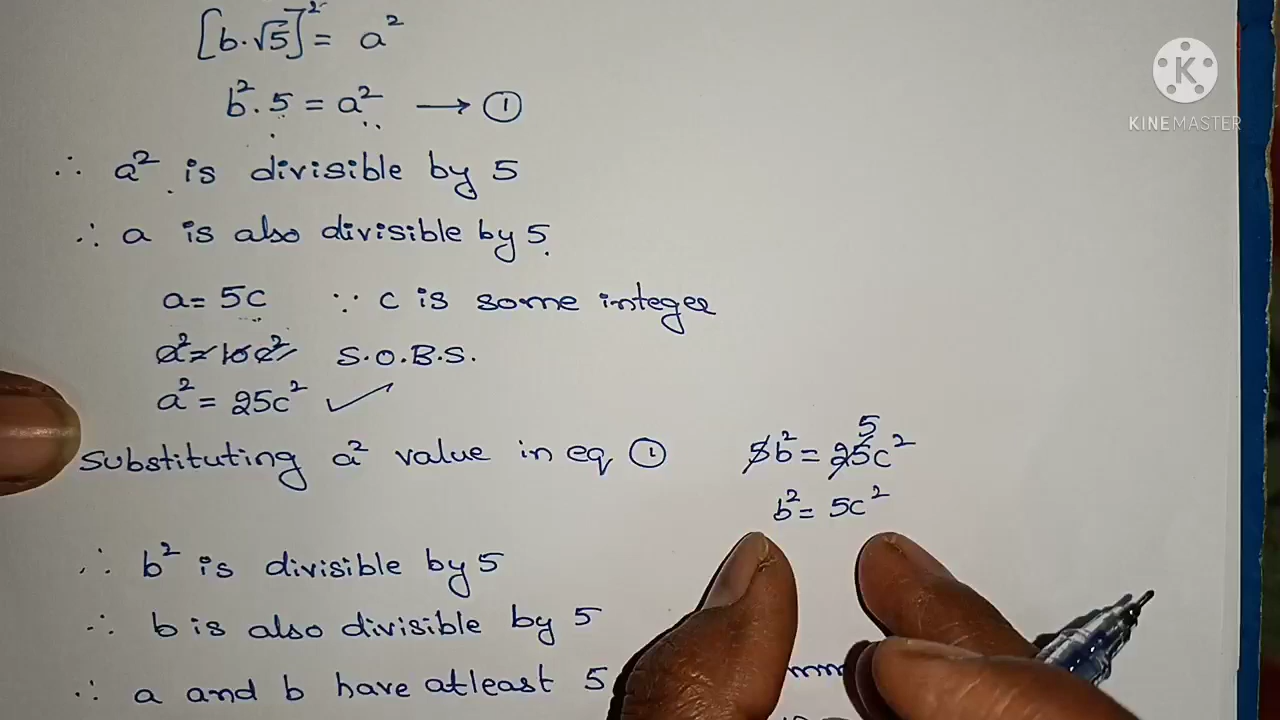 [b.√5]² = a²
b².5 = a² → ①
∴ a² is divisible by 5
∴ a is also divisible by 5.
a = 5c ∵ c is some integer
a² = 10c² S.O.B.S.
a² = 25c² ✓
Substituting a² value in eq ①
5b² = 25c²
5
b² = 5c²
∴ b² is divisible by 5
∴ b is also divisible by 5
∴ a and b have atleast 5
K
KINEMASTER